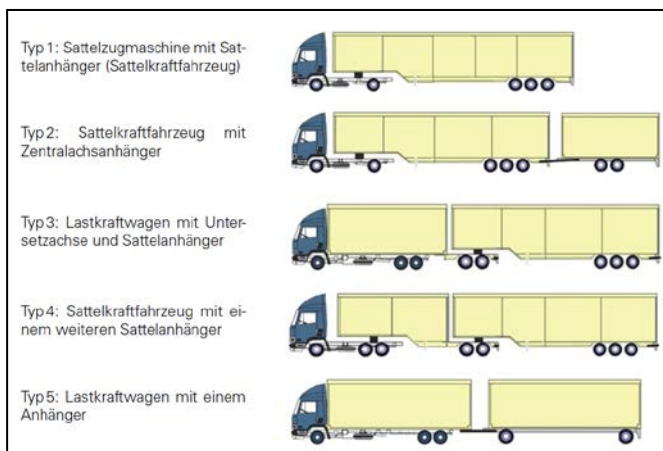 Typ 1: Sattelzugmaschine mit Sat-
telanhänger (Sattelkraftfahrzeug)
Typ 2: Sattelkraftfahrzeug mit
Zentralachsanhänger
Typ 3: Lastkraftwagen mit Unter-
setzachse und Sattelanhänger
Typ 4: Sattelkraftfahrzeug mit ei-
nem weiteren Sattelanhänger
Typ 5: Lastkraftwagen mit einem
Anhänger